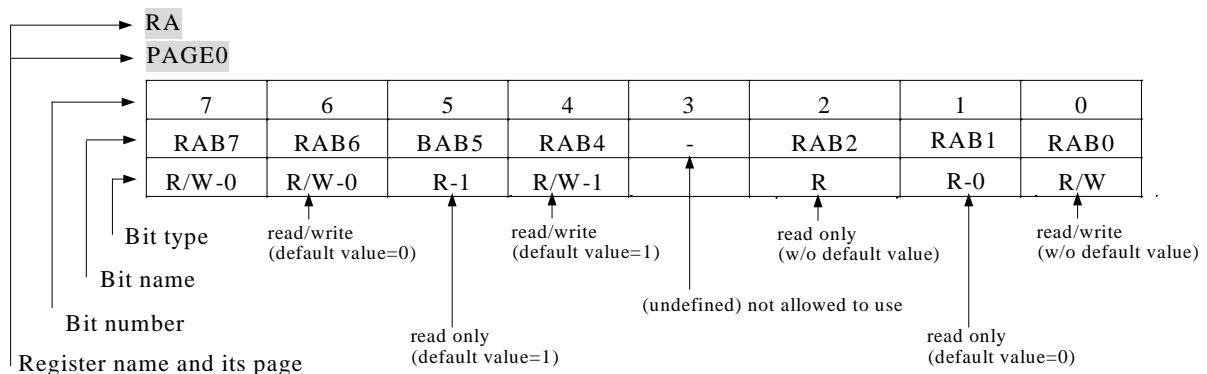 RA
PAGE0
7 6 5 4 3 2 1 0
RAB7 RAB6 BAB5 RAB4 - RAB2 RAB1 RAB0
R/W-0 R/W-0 R-1 R/W-1 R R-0 R/W
Bit type
read/write
(default value=0)
read/write
(default value=1)
read only
(w/o default value)
read/write
(w/o default value)
Bit name
(undefined) not allowed to use
Bit number
read only
(default value=1)
read only
(default value=0)
Register name and its page